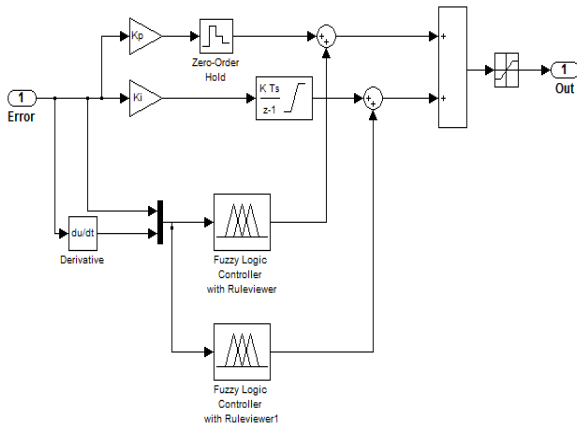 Kp
Zero-Order
Hold
+
+
+
1
Error
Ki
K Ts
z-1
+
+
+
1
Out
du/dt
Derivative
Fuzzy Logic
Controller
with Ruleviewer
Fuzzy Logic
Controller
with Ruleviewer1